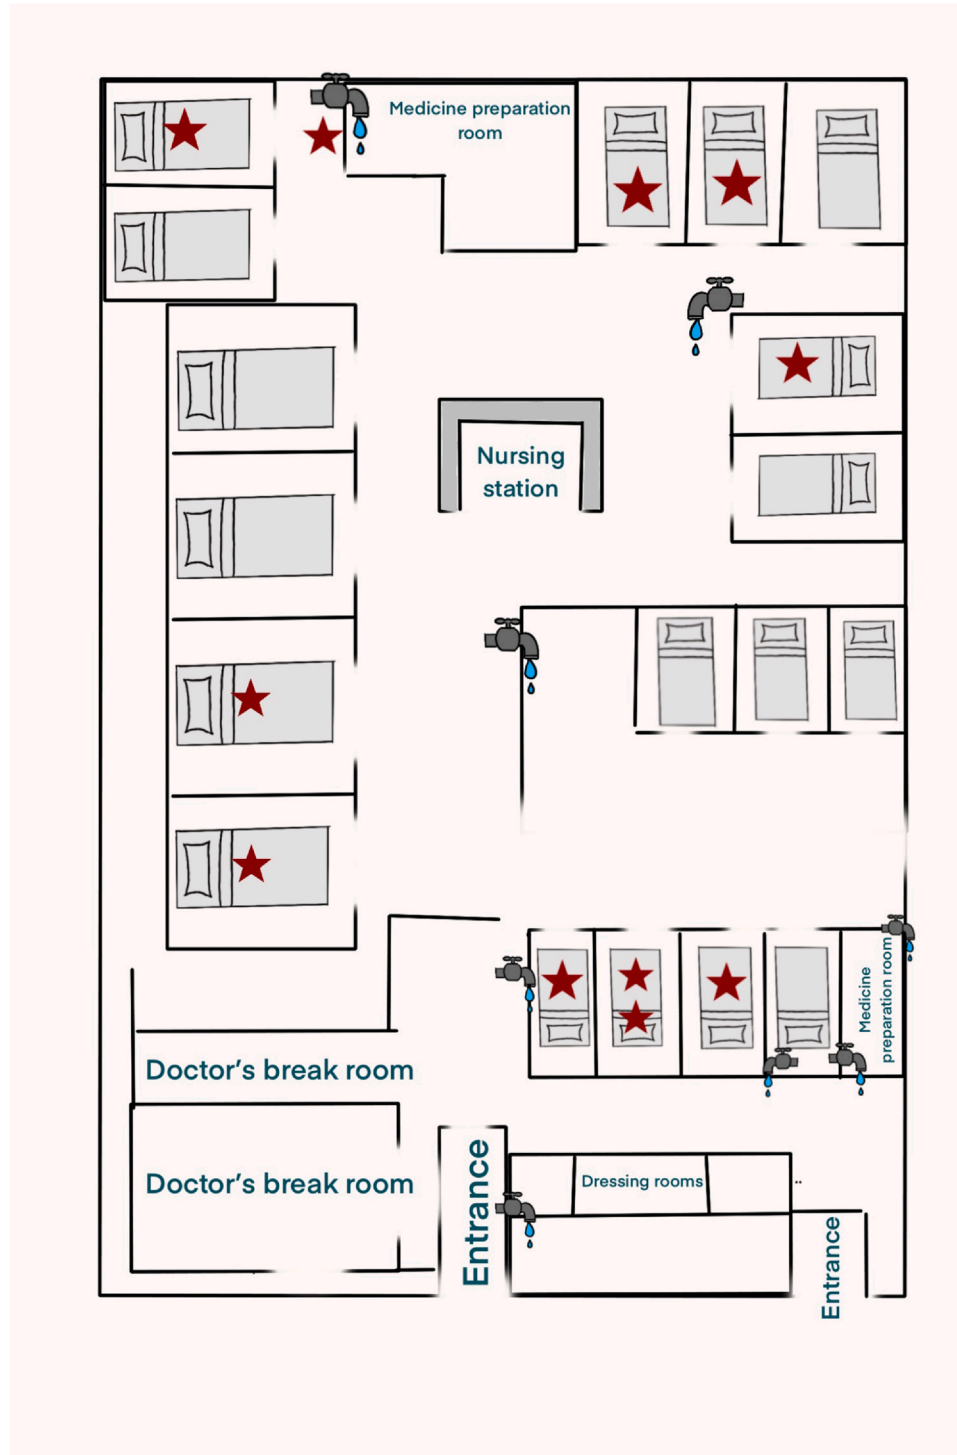 Medicine preparation
room
Nursing
station
Medicine
preparation room
Doctor's break room
Doctor's break room
Dressing rooms
Entrance
Entrance